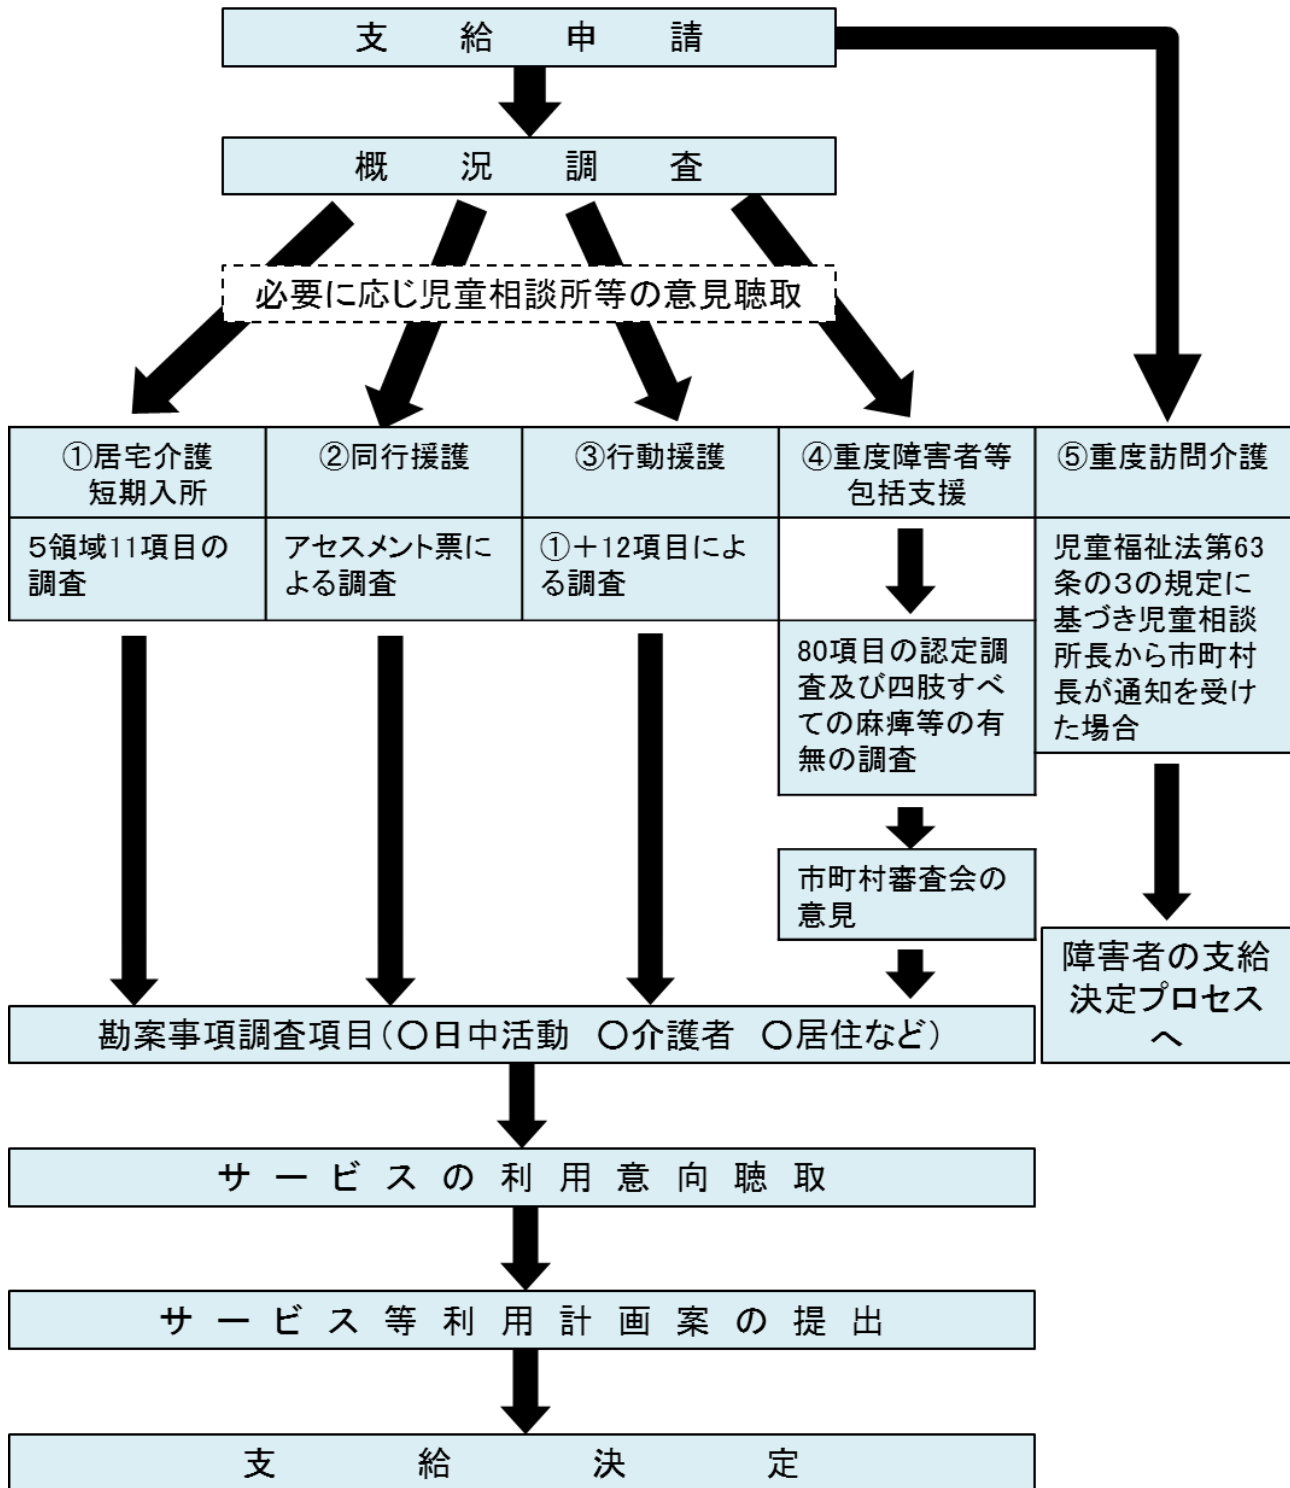 支給申請
概況調査
必要に応じ児童相談所等の意見聴取
①居宅介護
短期入所
②同行援護
③行動援護
④重度障害者等
包括支援
⑤重度訪問介護
5領域11項目の
調査
アセスメント票に
よる調査
①＋12項目によ
る調査
80項目の認定調
査及び四肢すべ
ての麻痺等の有
無の調査
児童福祉法第63
条の3の規定に
基づき児童相談
所長から市町村
長が通知を受け
た場合
市町村審査会の
意見
障害者の支給
決定プロセス
へ
勘案事項調査項目（○日中活動　○介護者　○居住など）
サービスの利用意向聴取
サービス等利用計画案の提出
支給決定